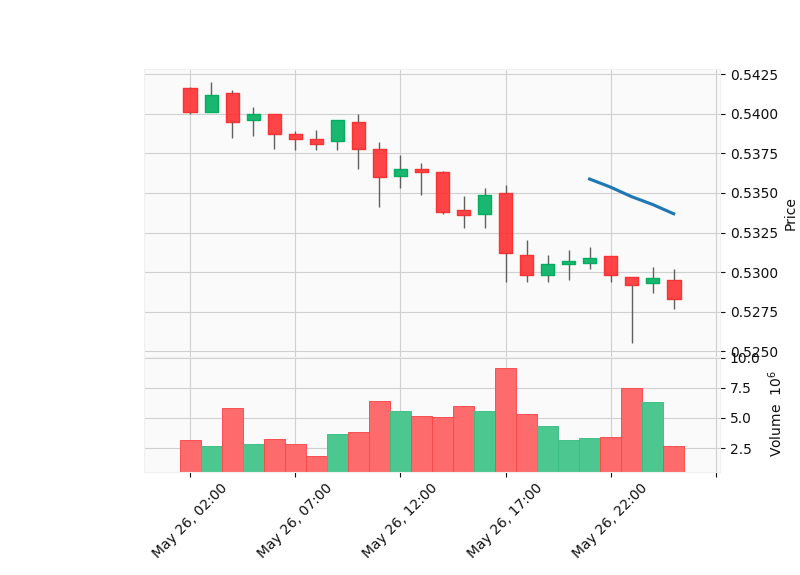 0.5425
0.5400
0.5375
0.5350
0.5325
0.5300
0.5275
0.5250
Price
10.0
7.5
5.0
2.5
Volume 10^6
May 26, 02:00
May 26, 07:00
May 26, 12:00
May 26, 17:00
May 26, 22:00